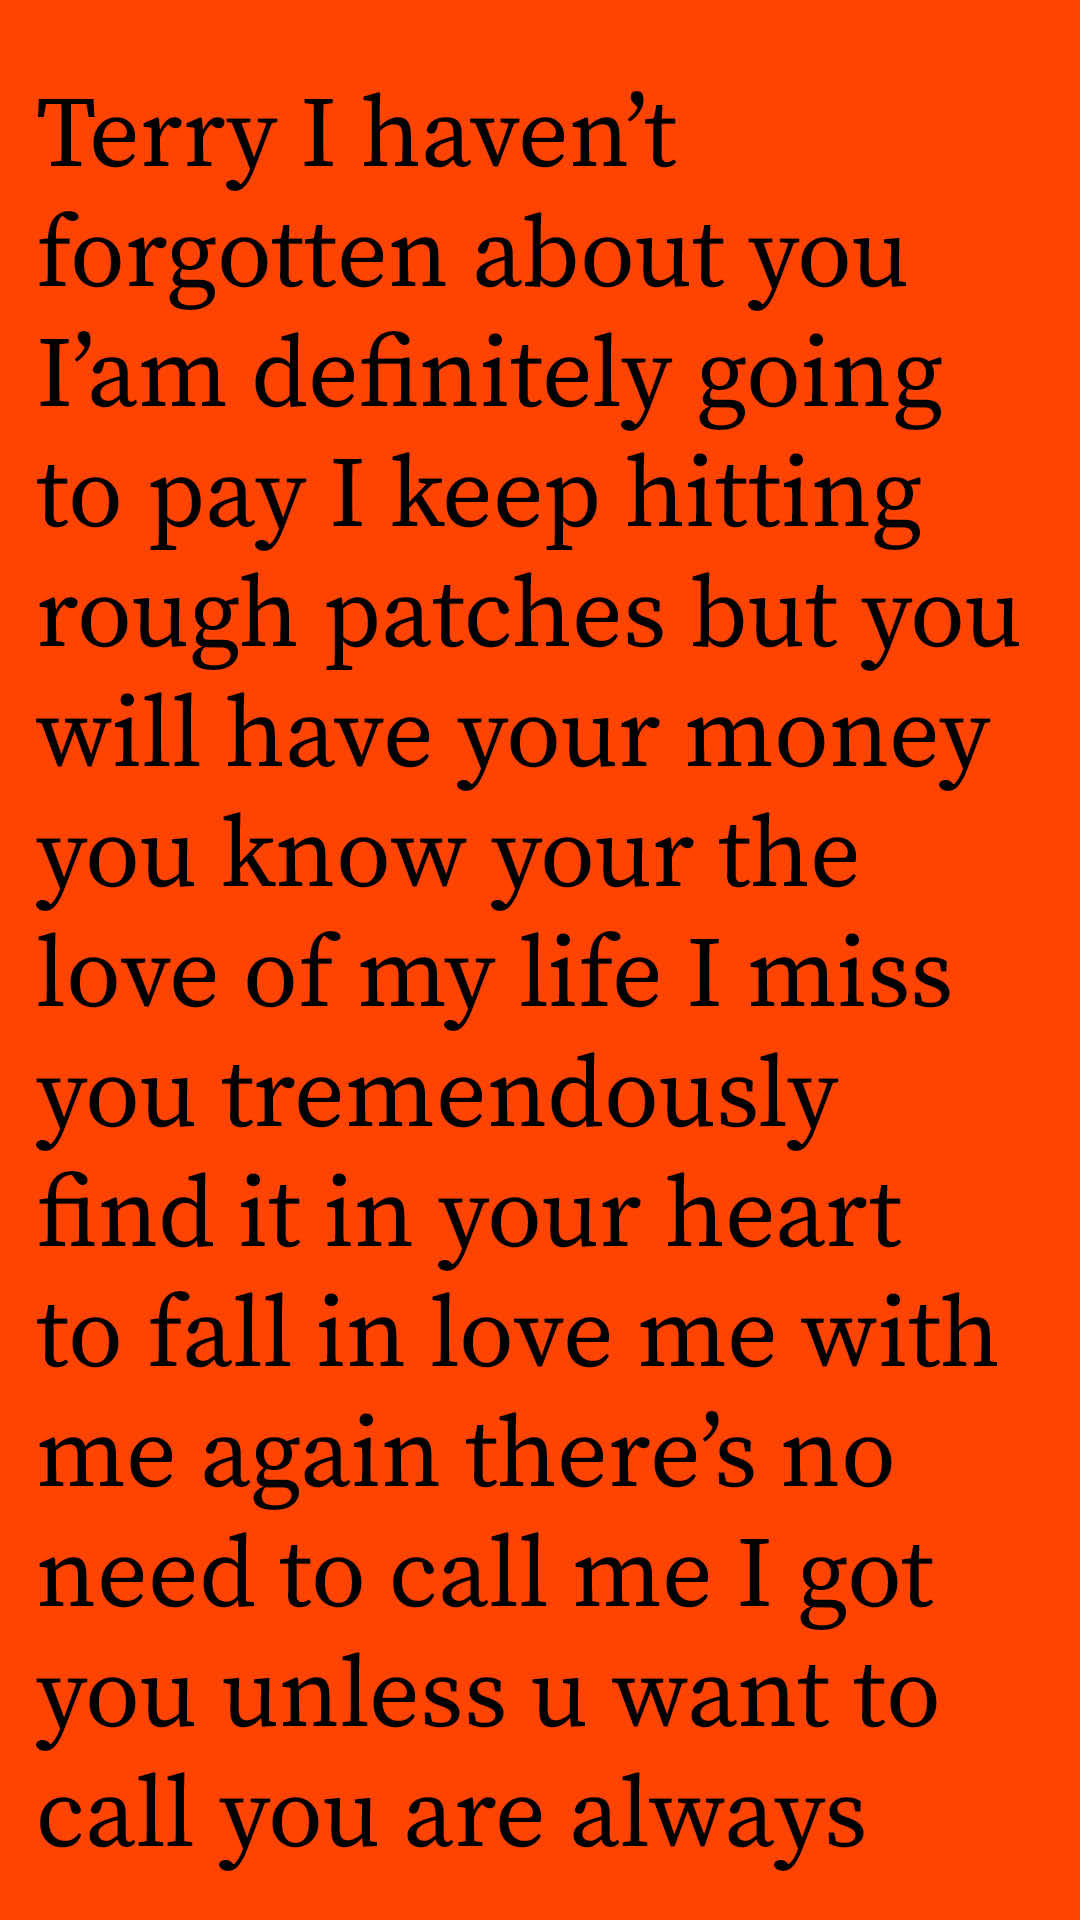 Terry I haven’t
forgotten about you
I’am definitely going
to pay I keep hitting
rough patches but you
will have your money
you know your the
love of my life I miss
you tremendously
find it in your heart
to fall in love me with
me again there’s no
need to call me I got
you unless u want to
call you are always